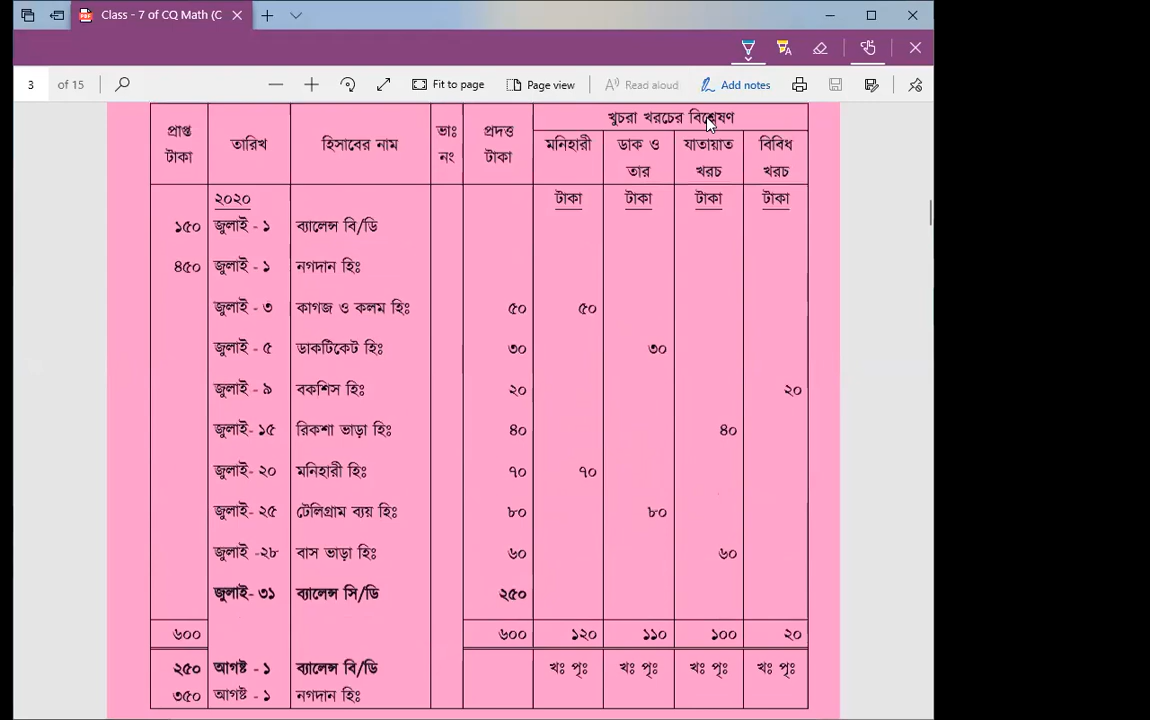 Class - 7 of CQ Math (C
3 of 15 Fit to page Page view Read aloud Add notes
প্রাপ্ত টাকা তারিখ হিসাবের নাম ভাঃ নং প্রদত্ত টাকা খুচরা খরচের বিশ্লেষণ
মনিহারী ডাক ও তার যাতায়াত খরচ বিবিধ খরচ
২০২০ টাকা টাকা টাকা টাকা
১৫০ জুলাই - ১ ব্যালেন্স বি/ডি
৪৫০ জুলাই - ১ নগদান হিঃ
জুলাই - ৩ কাগজ ও কলম হিঃ ৫০ ৫০
জুলাই - ৫ ডাকটিকেট হিঃ ৩০ ৩০
জুলাই - ৯ বকশিস হিঃ ২০ ২০
জুলাই- ১৫ রিকশা ভাড়া হিঃ ৪০ ৪০
জুলাই- ২০ মনিহারী হিঃ ৭০ ৭০
জুলাই- ২৫ টেলিগ্রাম ব্যয় হিঃ ৮০ ৮০
জুলাই -২৮ বাস ভাড়া হিঃ ৬০ ৬০
জুলাই- ৩১ ব্যালেন্স সি/ডি ২৫০
৬০০ ৬০০ ১২০ ১১০ ১০০ ২০
২৫০ আগষ্ট - ১ ব্যালেন্স বি/ডি খঃ পৃঃ খঃ পৃঃ খঃ পৃঃ খঃ পৃঃ
৩৫০ আগষ্ট - ১ নগদান হিঃ